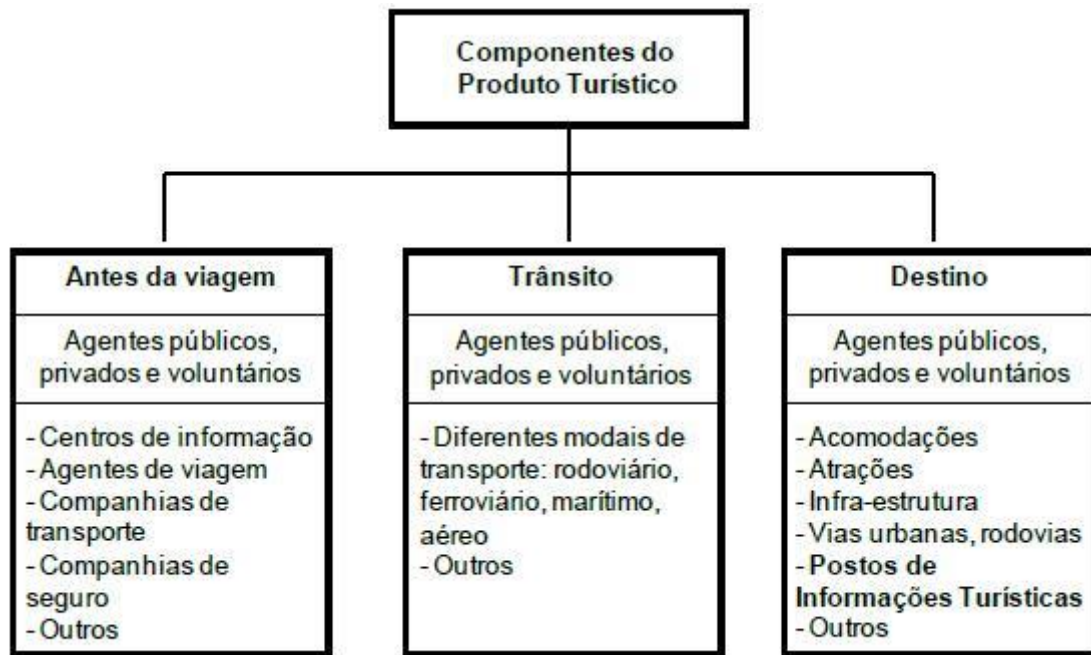 Componentes do
Produto Turístico
Antes da viagem
Agentes públicos,
privados e voluntários
- Centros de informação
- Agentes de viagem
- Companhias de
transporte
- Companhias de
seguro
- Outros
Trânsito
Agentes públicos,
privados e voluntários
- Diferentes modais de
transporte: rodoviário,
ferroviário, marítimo,
aéreo
- Outros
Destino
Agentes públicos,
privados e voluntários
- Acomodações
- Atrações
- Infra-estrutura
- Vias urbanas, rodovias
- Postos de
Informações Turísticas
- Outros